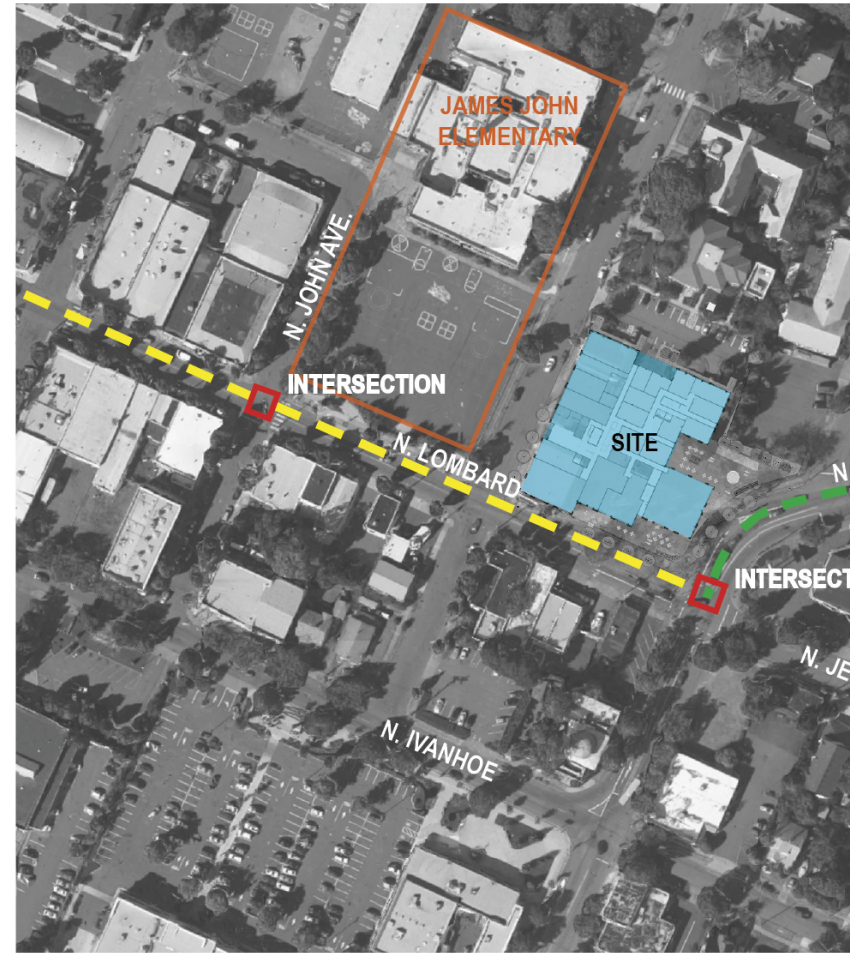 JAMES JOHN
ELEMENTARY
N. JOHN AVE.
INTERSECTION
N. LOMBARD
SITE
N
INTERSECT
N. JE
N. IVANHOE